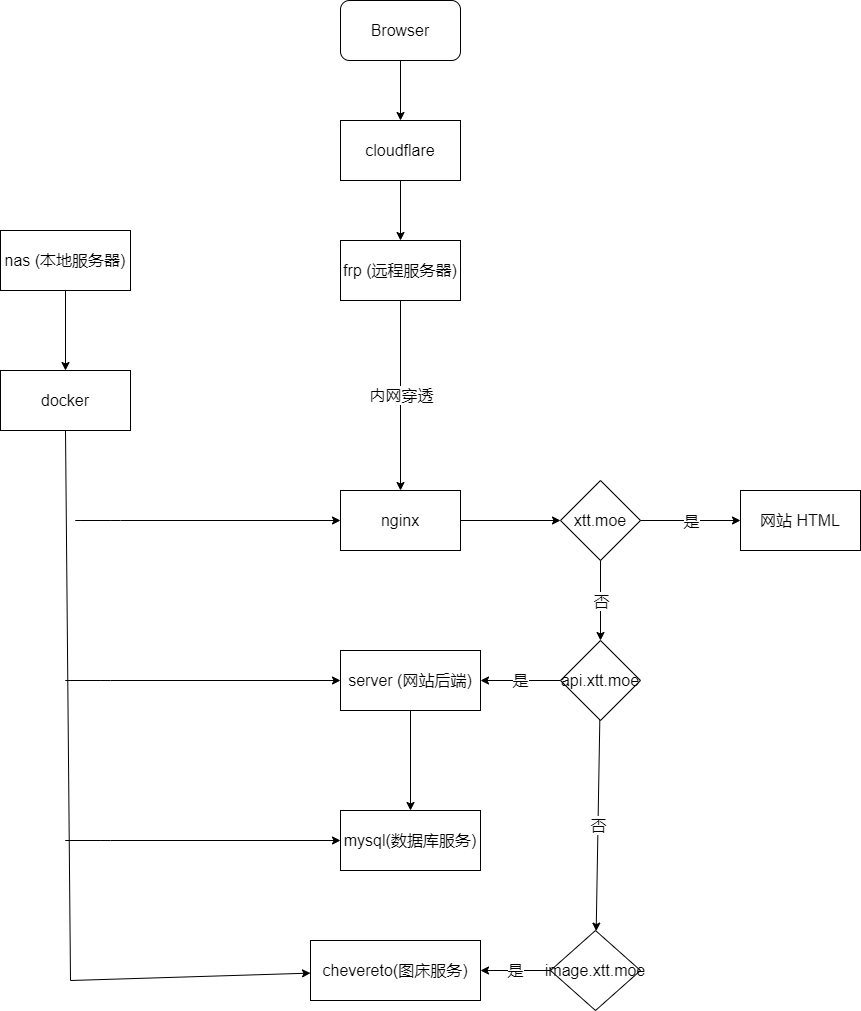 Browser
cloudflare
nas (本地服务器)
frp (远程服务器)
docker
内网穿透
nginx
xtt.moe
是
网站 HTML
否
server (网站后端)
是
api.xtt.moe
否
mysql(数据库服务)
chevereto(图床服务)
是
image.xtt.moe